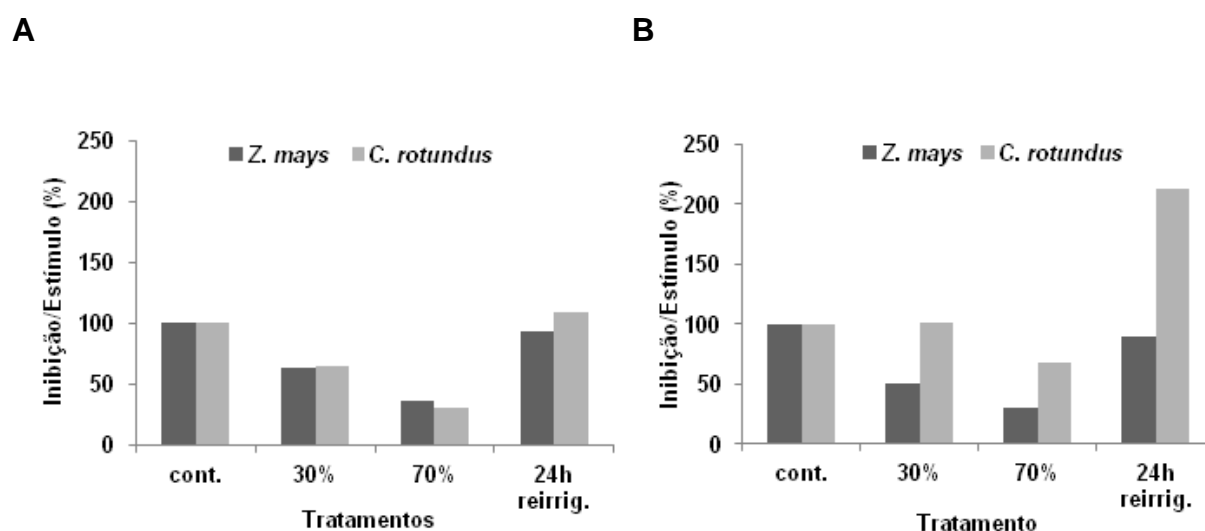 A
B
Inibição/Estímulo (%)
250
200
150
100
50
0
Z. mays
C. rotundus
cont.
30%
70%
24h
reirrig.
Tratamentos
Inibição/Estímulo (%)
250
200
150
100
50
0
Z. mays
C. rotundus
cont.
30%
70%
24h
reirrig.
Tratamento